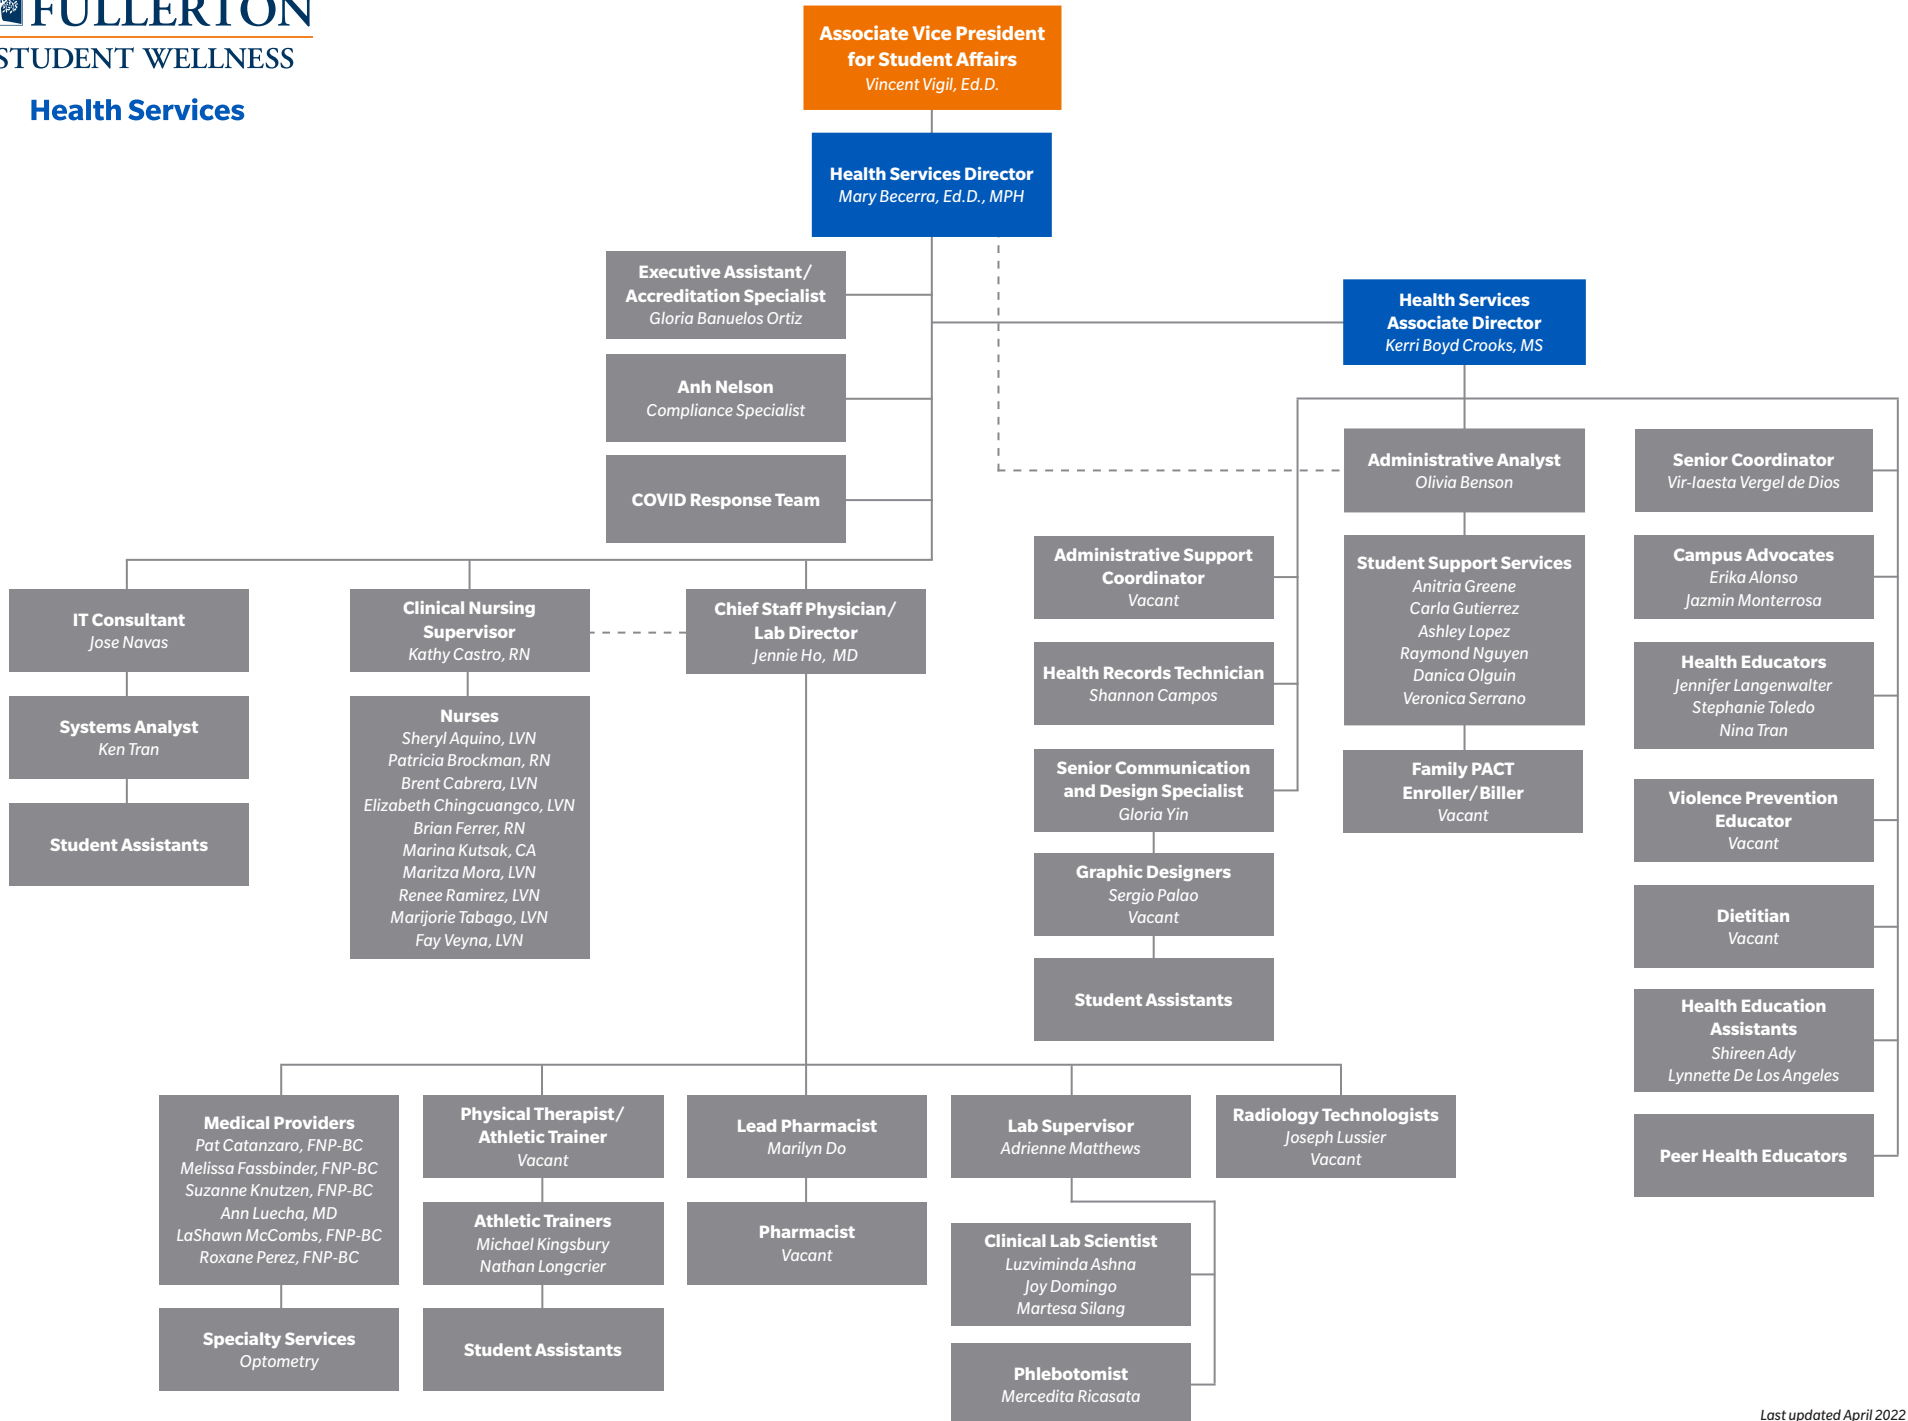 FULLERTON
STUDENT WELLNESS
Health Services
Associate Vice President
for Student Affairs
Vincent Vigil, Ed.D.
Health Services Director
Mary Becerra, Ed.D., MPH
Executive Assistant/
Accreditation Specialist
Gloria Banuelos Ortiz
Anh Nelson
Compliance Specialist
COVID Response Team
Health Services
Associate Director
Kerri Boyd Crooks, MS
IT Consultant
Jose Navas
Systems Analyst
Ken Tran
Student Assistants
Clinical Nursing
Supervisor
Kathy Castro, RN
Nurses
Sheryl Aquino, LVN
Patricia Brockman, RN
Brent Cabrera, LVN
Elizabeth Chingcuangco, LVN
Brian Ferrer, RN
Marina Kutsak, CA
Maritza Mora, LVN
Renee Ramirez, LVN
Marijorie Tabago, LVN
Fay Veyna, LVN
Chief Staff Physician/
Lab Director
Jennie Ho, MD
Administrative Support
Coordinator
Vacant
Health Records Technician
Shannon Campos
Senior Communication
and Design Specialist
Gloria Yin
Graphic Designers
Sergio Palao
Vacant
Student Assistants
Administrative Analyst
Olivia Benson
Student Support Services
Anitria Greene
Carla Gutierrez
Ashley Lopez
Raymond Nguyen
Danica Olguin
Veronica Serrano
Family PACT
Enroller/Biller
Vacant
Senior Coordinator
Vir-Iaesta Vergel de Dios
Campus Advocates
Erika Alonso
Jazmin Monterrosa
Health Educators
Jennifer Langenwalter
Stephanie Toledo
Nina Tran
Violence Prevention
Educator
Vacant
Dietitian
Vacant
Health Education
Assistants
Shireen Ady
Lynnette De Los Angeles
Peer Health Educators
Medical Providers
Pat Catanzaro, FNP-BC
Melissa Fassbinder, FNP-BC
Suzanne Knutzen, FNP-BC
Ann Luecha, MD
LaShawn McCombs, FNP-BC
Roxane Perez, FNP-BC
Specialty Services
Optometry
Physical Therapist/
Athletic Trainer
Vacant
Athletic Trainers
Michael Kingsbury
Nathan Longcrier
Student Assistants
Lead Pharmacist
Marilyn Do
Pharmacist
Vacant
Lab Supervisor
Adrienne Matthews
Clinical Lab Scientist
Luzviminda Ashna
Joy Domingo
Martesa Silang
Phlebotomist
Mercedita Ricasata
Radiology Technologists
Joseph Lussier
Vacant
Last updated April 2022